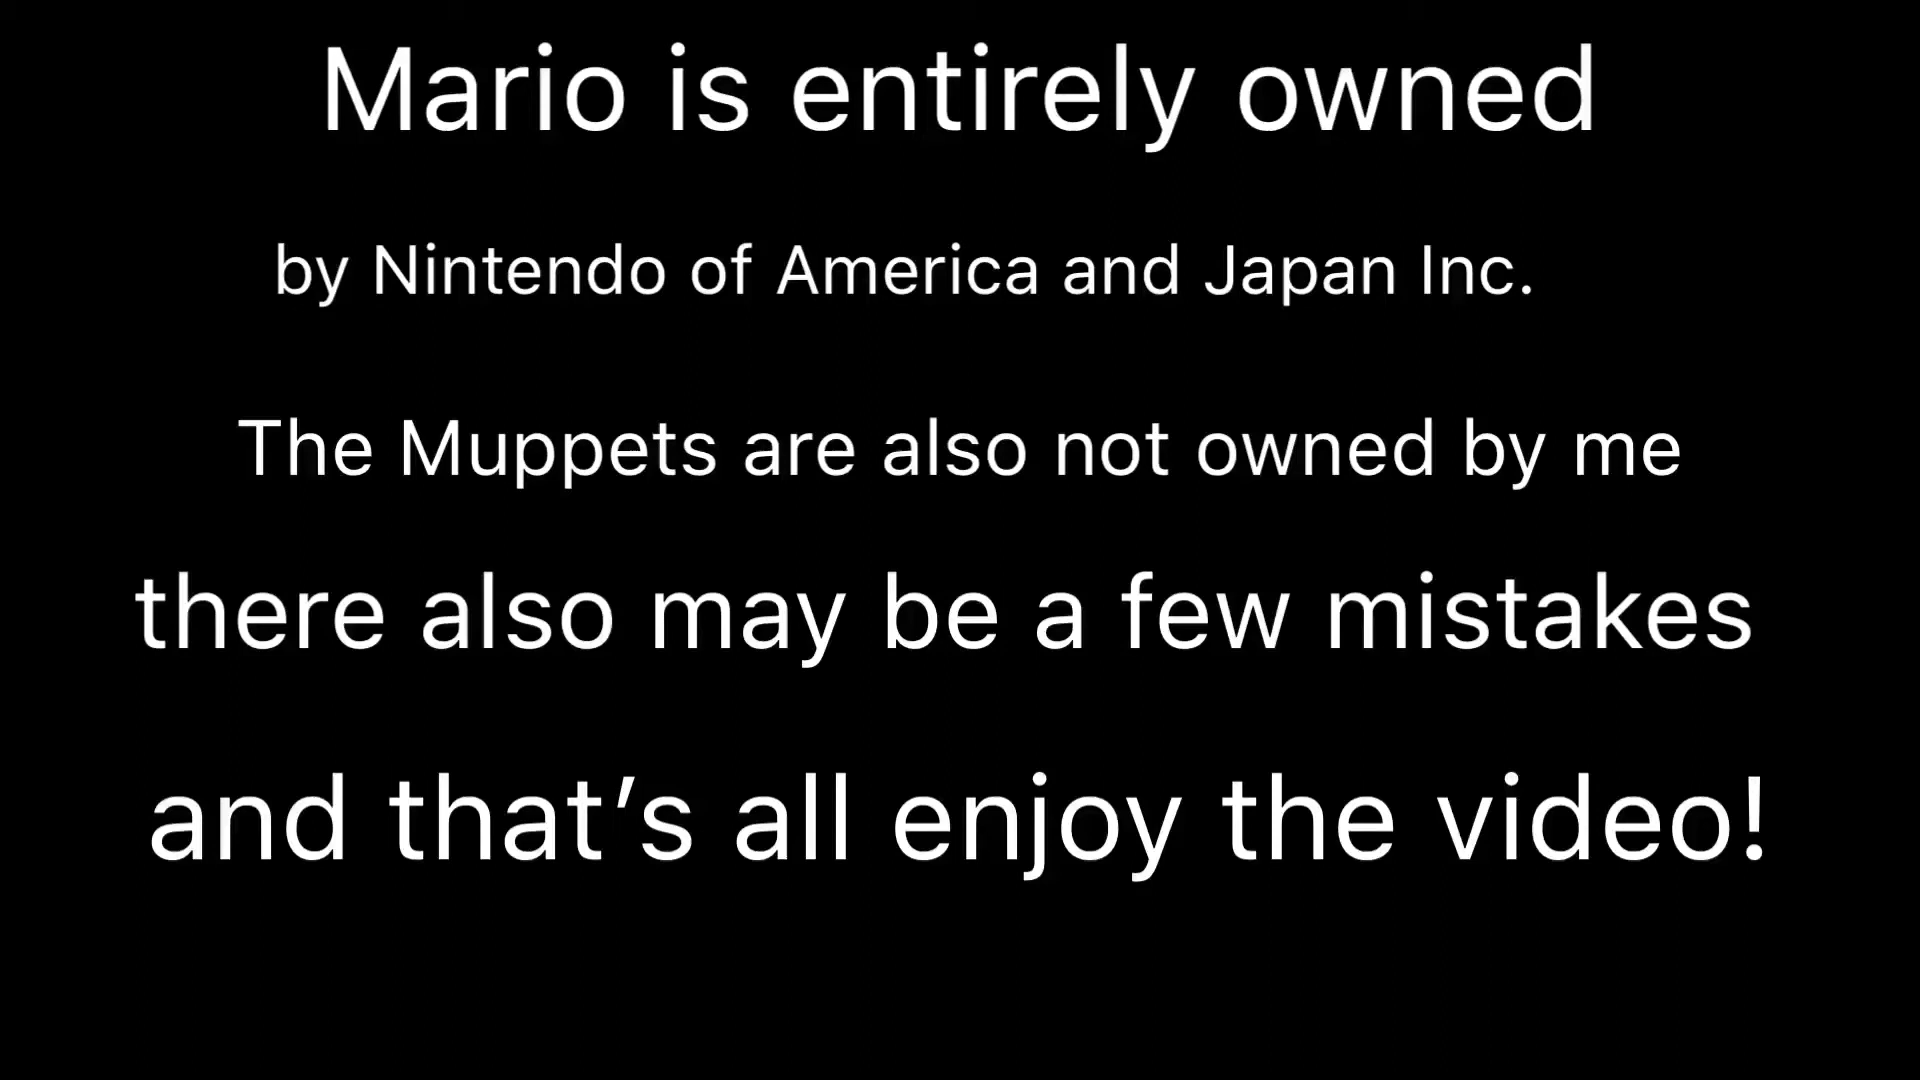 Mario is entirely owned
by Nintendo of America and Japan Inc.
The Muppets are also not owned by me
there also may be a few mistakes
and that’s all enjoy the video!